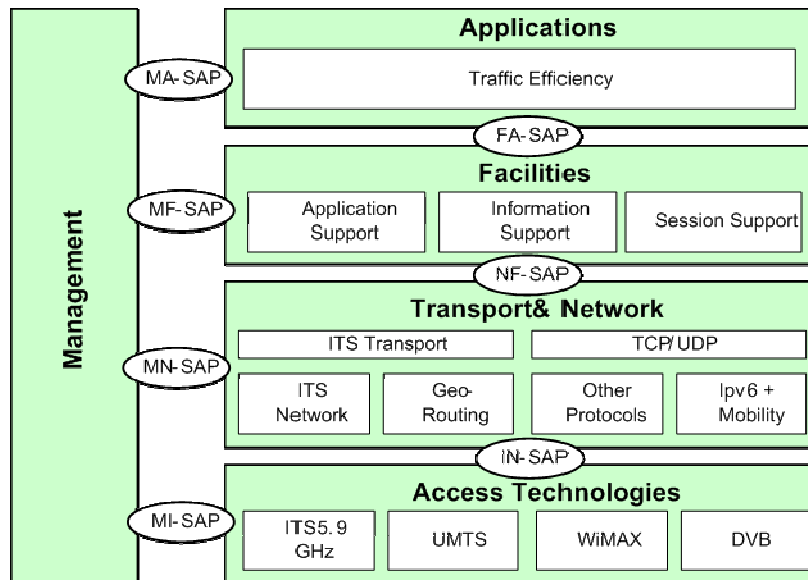 Management
MA-SAP
MF-SAP
MN-SAP
MI-SAP
Applications
Traffic Efficiency
FA-SAP
Facilities
Application
Support
Information
Support
Session Support
NF-SAP
Transport& Network
ITS Transport
TCP/UDP
ITS
Network
Geo-
Routing
Other
Protocols
Ipv6 +
Mobility
IN-SAP
Access Technologies
ITS5.9
GHz
UMTS
WiMAX
DVB